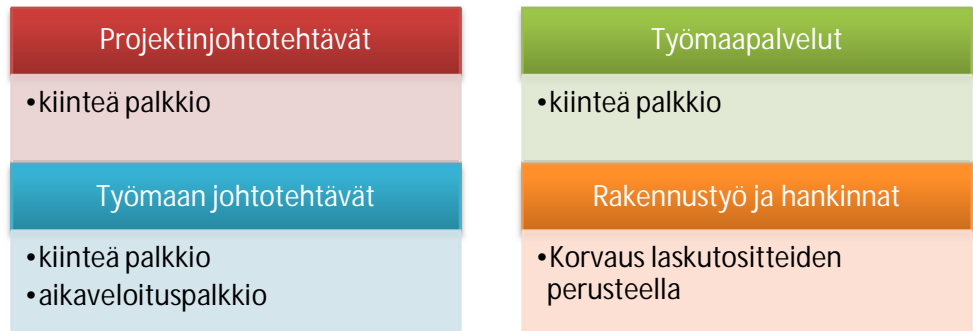 Projektinjohtotehtävät
•kiinteä palkkio
Työmaapalvelut
•kiinteä palkkio
Työmaan johtotehtävät
•kiinteä palkkio
•aikaveloituspalkkio
Rakennustyö ja hankinnat
•Korvaus laskutositteiden
perusteella